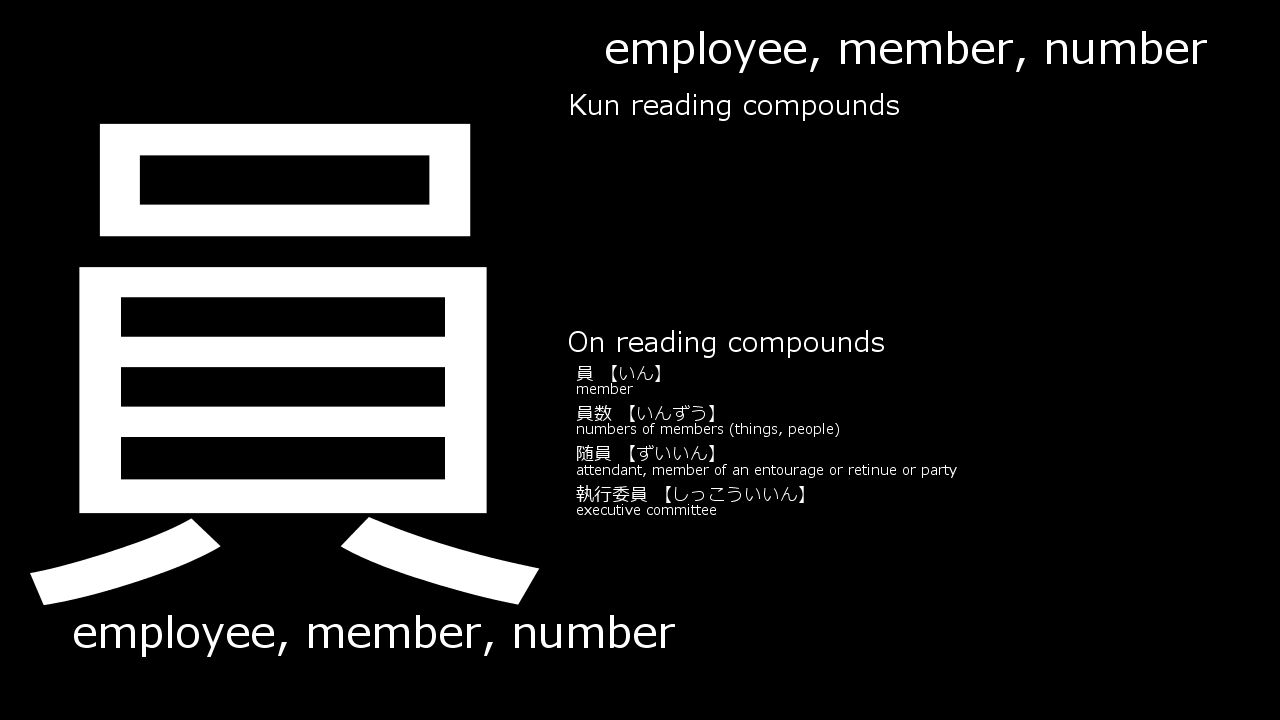 員
employee, member, number
employee, member, number
Kun reading compounds
On reading compounds
員 【いん】
member
員数 【いんずう】
numbers of members (things, people)
随員 【ずいいん】
attendant, member of an entourage or retinue or party
執行委員 【しっこういいん】
executive committee